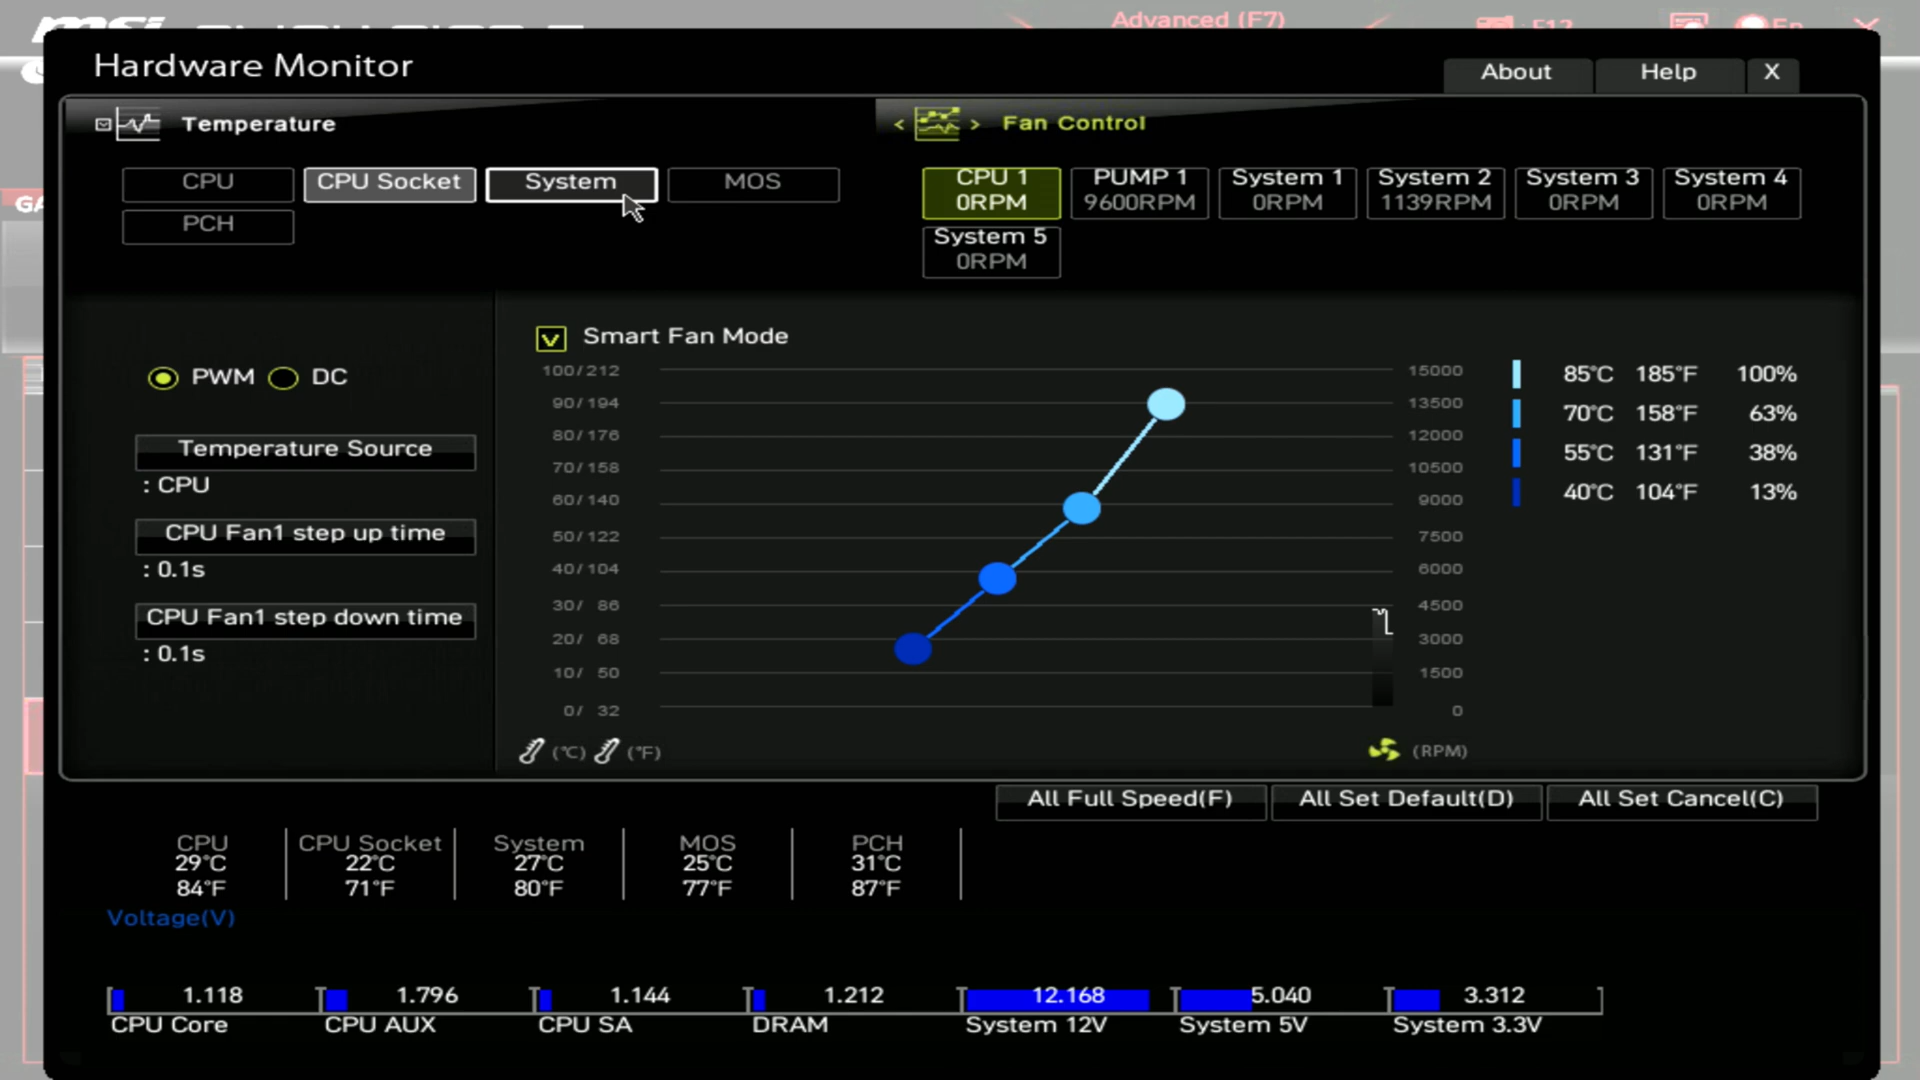 msi
Advanced (F7)
F12
En
Hardware Monitor
About
Help
X
Temperature
CPU
CPU Socket
System
MOS
PCH
< > Fan Control
CPU 1
0RPM
PUMP 1
9600RPM
System 1
0RPM
System 2
1139RPM
System 3
0RPM
System 4
0RPM
System 5
0RPM
GA
PWM
DC
Temperature Source
: CPU
CPU Fan1 step up time
: 0.1s
CPU Fan1 step down time
: 0.1s
Smart Fan Mode
100/212
90/194
80/176
70/158
60/140
50/122
40/104
30/ 86
20/ 68
10/ 50
0/ 32
15000
13500
12000
10500
9000
7500
6000
4500
3000
1500
0
(°C) (°F)
(RPM)
85°C 185°F 100%
70°C 158°F 63%
55°C 131°F 38%
40°C 104°F 13%
All Full Speed(F)
All Set Default(D)
All Set Cancel(C)
CPU
29°C
84°F
CPU Socket
22°C
71°F
System
27°C
80°F
MOS
25°C
77°F
PCH
31°C
87°F
Voltage(V)
1.118
CPU Core
1.796
CPU AUX
1.144
CPU SA
1.212
DRAM
12.168
System 12V
5.040
System 5V
3.312
System 3.3V